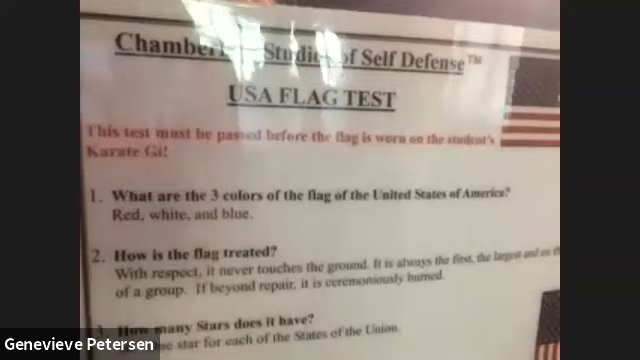 Studios of Self Defense™
USA FLAG TEST
This test must be passed before the flag is worn on the student's
Karate Gi!
1. What are the 3 colors of the flag of the United States of America?
Red, white, and blue.
2. How is the flag treated?
With respect, it never touches the ground. It is always the first, the largest and on
of a group. If beyond repair, it is ceremoniously burned.
3. How many Stars does it have?
one star for each of the States of the Union.
Genevieve Petersen